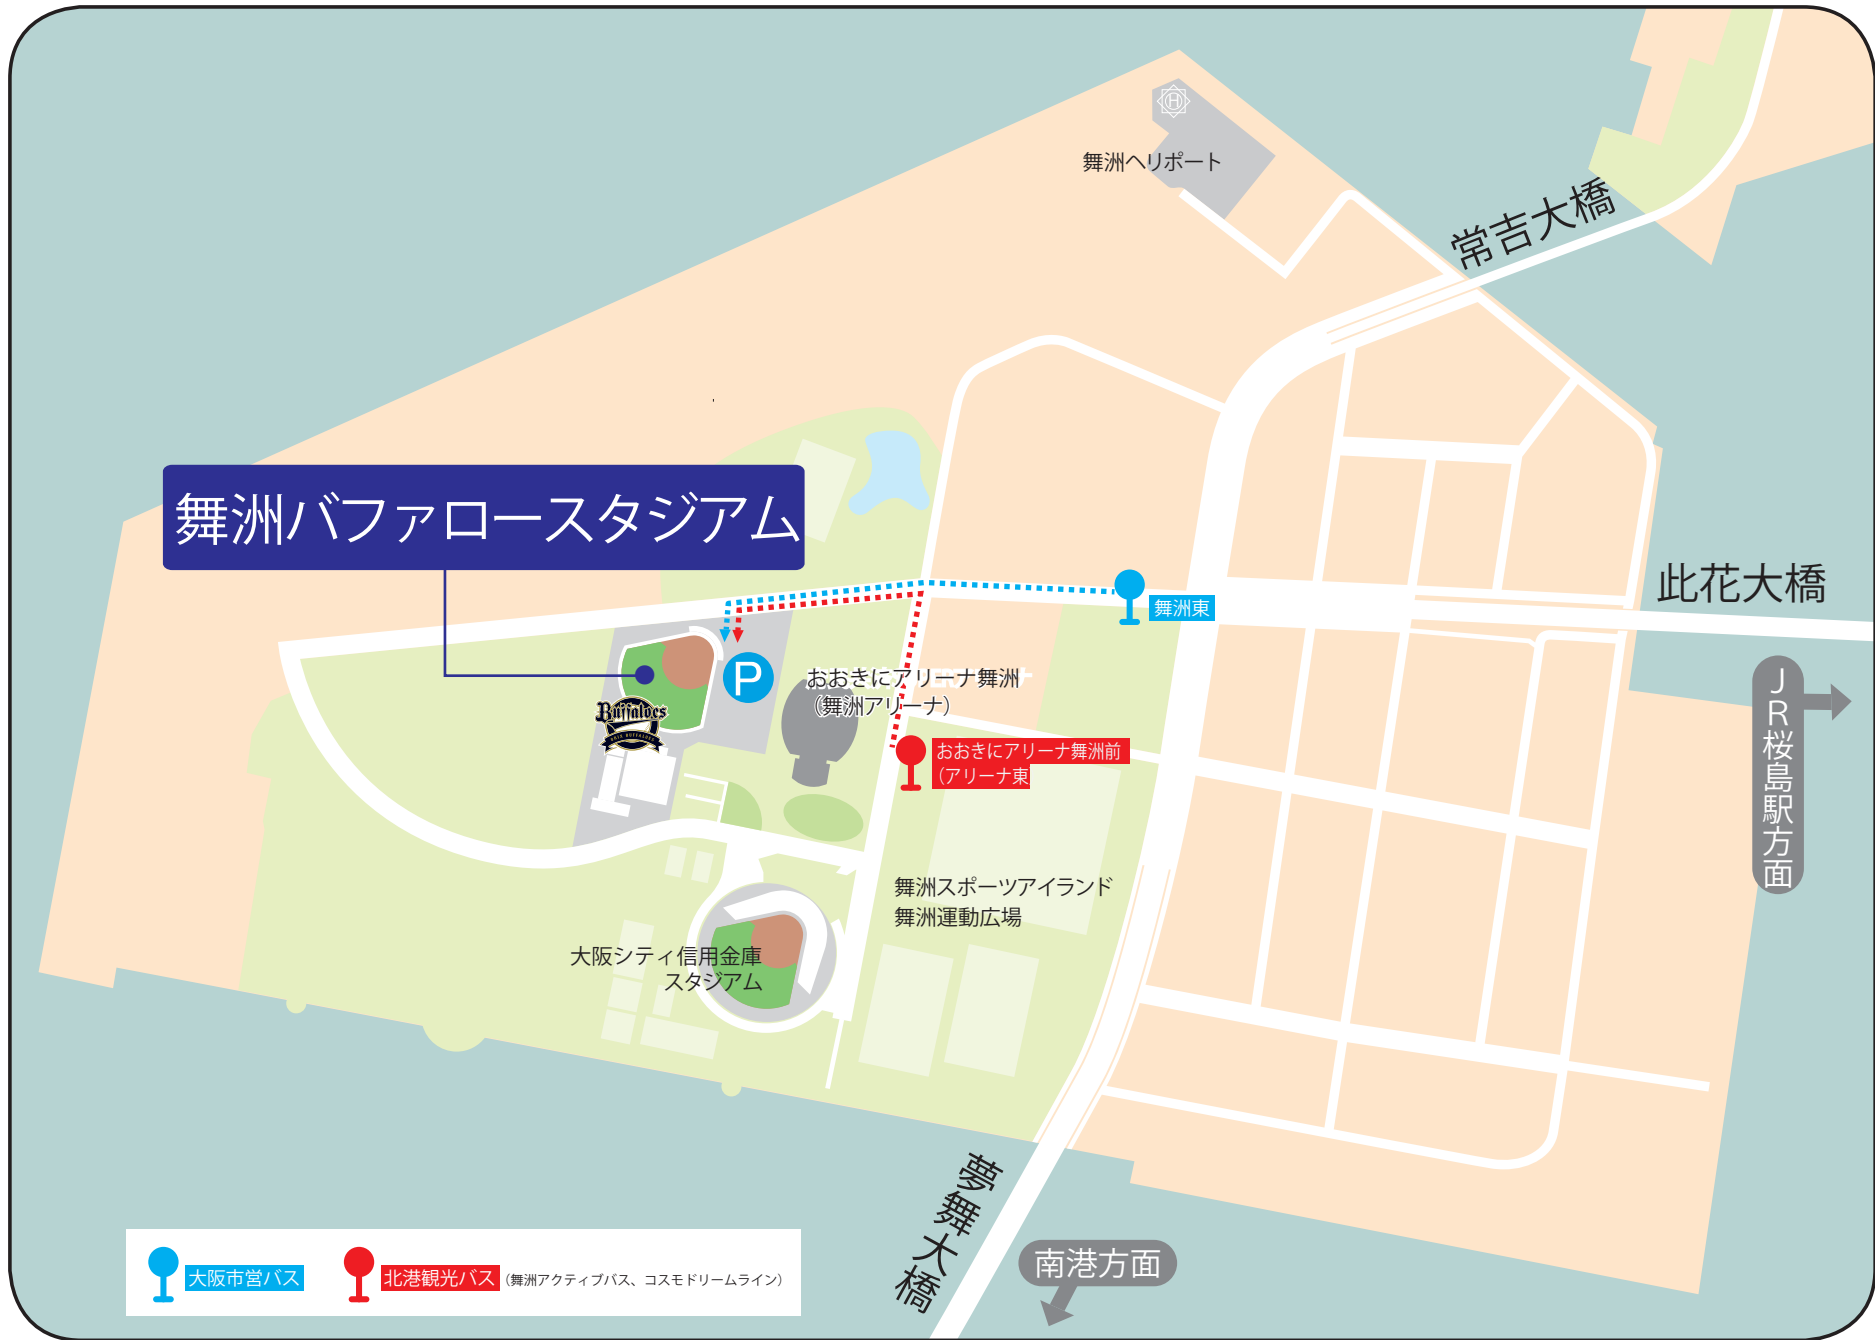 舞洲ヘリポート
常吉大橋
舞洲バファロースタジアム
此花大橋
舞洲東
P
おおきにアリーナ舞洲
（舞洲アリーナ）
Buffaloes
ORIX BUFFALOES
おおきにアリーナ舞洲前
（アリーナ東
JR桜島駅方面
舞洲スポーツアイランド
舞洲運動広場
大阪シティ信用金庫
スタジアム
夢舞大橋
南港方面
大阪市営バス
北港観光バス（舞洲アクティブバス、コスモドリームライン）
H